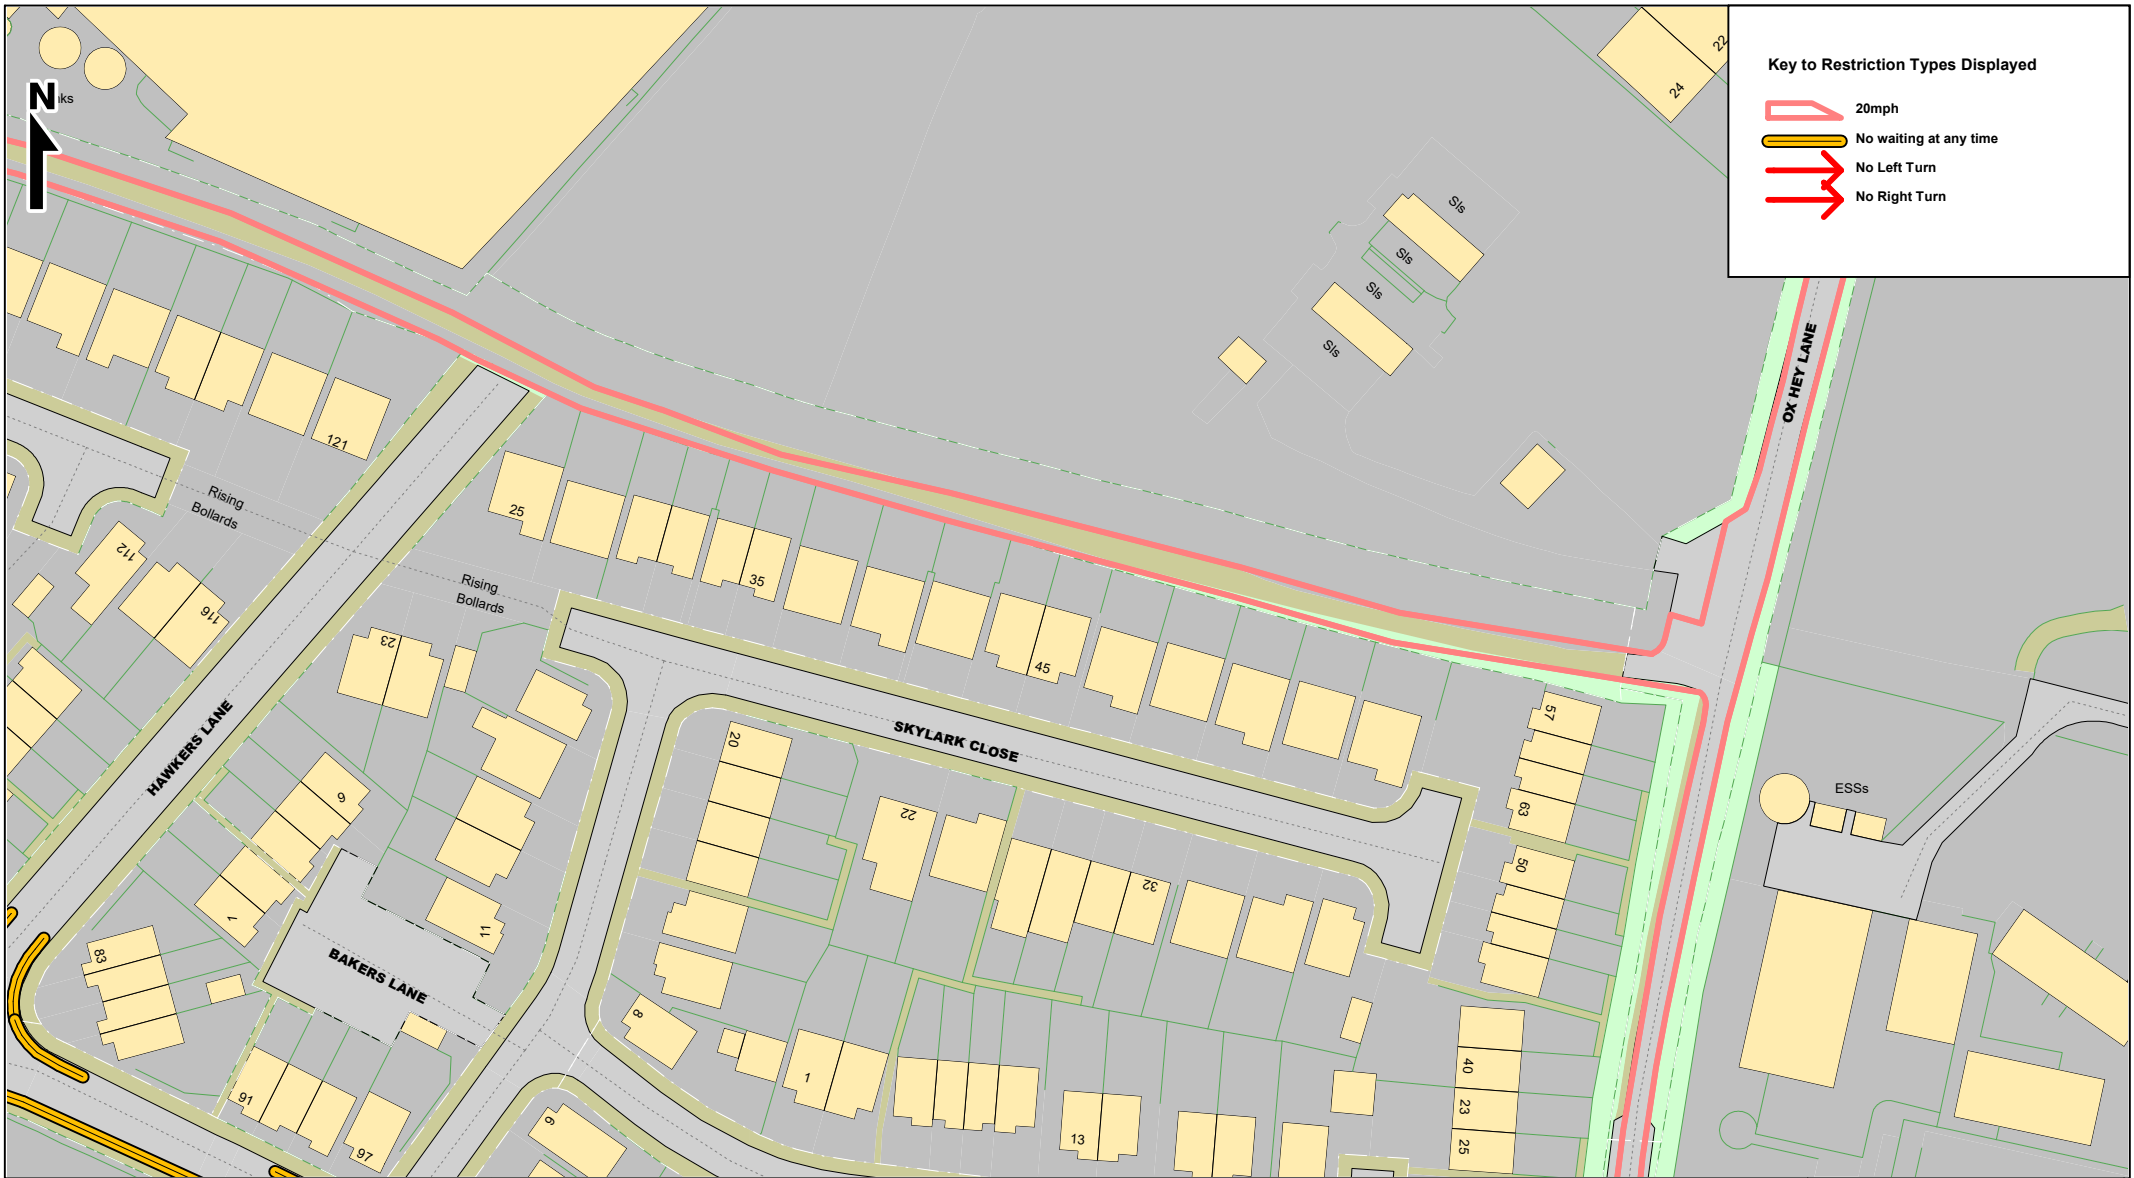 N
Key to Restriction Types Displayed
20mph
No waiting at any time
No Left Turn
No Right Turn
22
24
Sls
Sls
Sls
Sls
OX HEY LANE
121
Rising
Bollards
25
112
116
Rising
Bollards
35
45
23
HAWKERS LANE
SKYLARK CLOSE
20
57
63
ESSs
22
32
50
9
7
11
83
BAKERS LANE
8
1
40
23
25
13
91
97
9